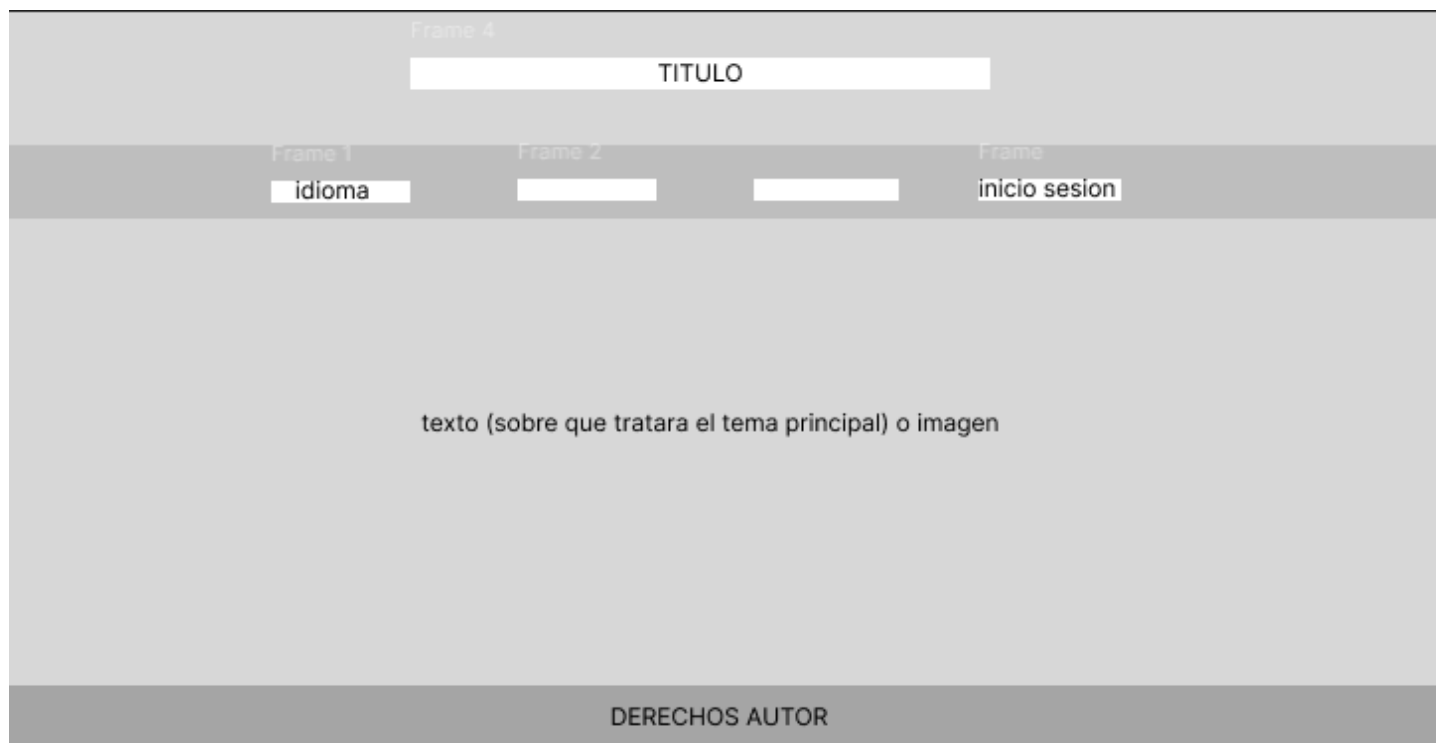 Frame 4
TITULO
Frame 1 Frame 2 Frame
idioma inicio sesion
texto (sobre que tratara el tema principal) o imagen
DERECHOS AUTOR